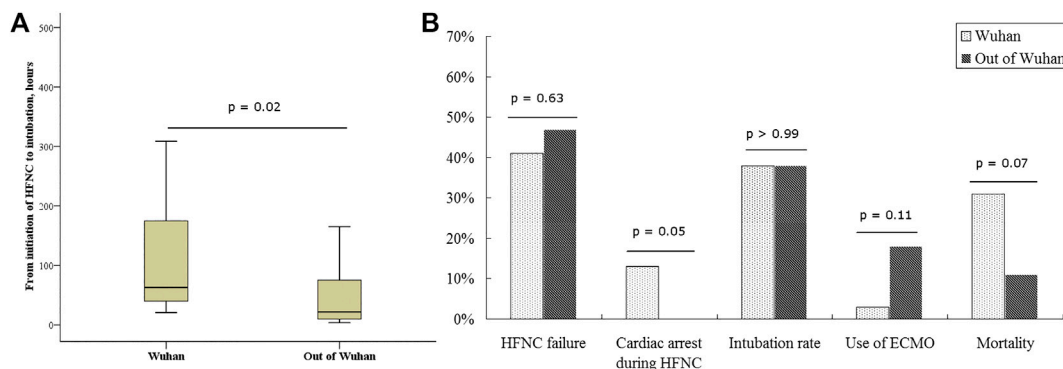 A
From initiation of HFNC to intubation, hours
500
400
300
200
100
0
p = 0.02
Wuhan
Out of Wuhan
B
Wuhan
Out of Wuhan
70%
60%
50%
40%
30%
20%
10%
0%
p = 0.63
p = 0.05
p > 0.99
p = 0.11
p = 0.07
HFNC failure
Cardiac arrest
during HFNC
Intubation rate
Use of ECMO
Mortality